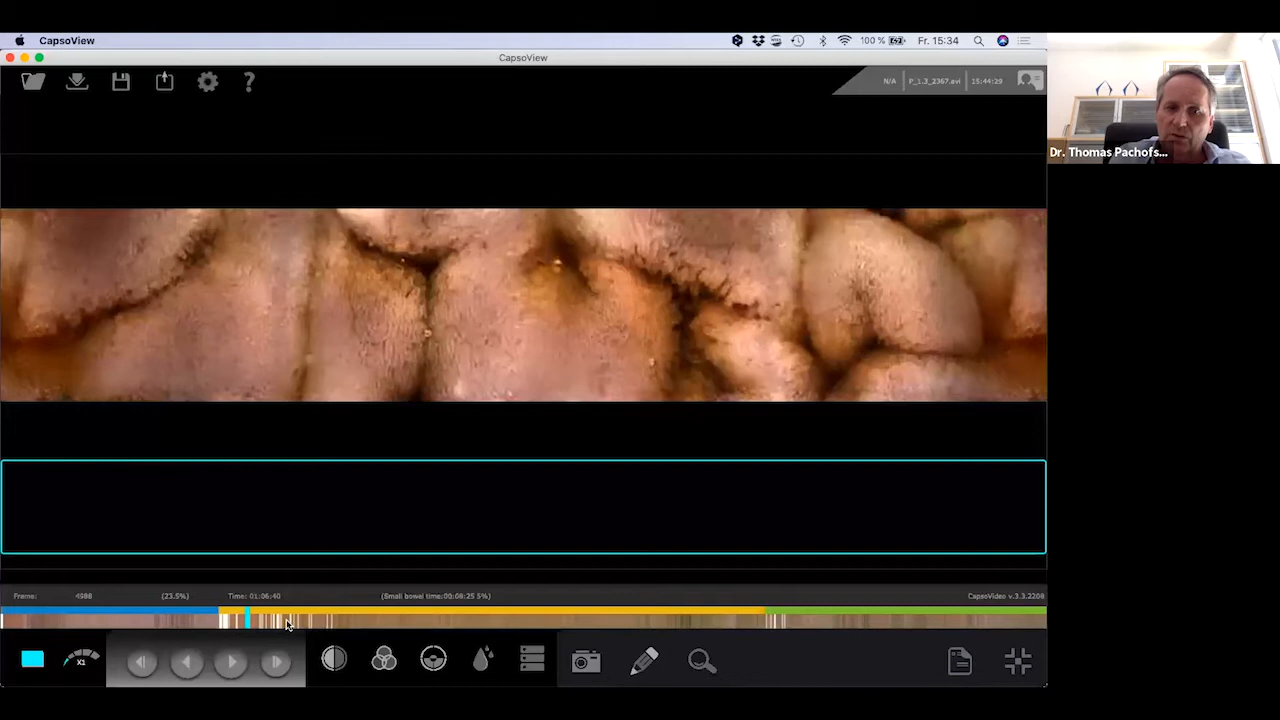 CapsoView
100 %
Fr. 15:34
CapsoView
N/A
P_1.3_2367.avi
15:44:29
?
Dr. Thomas Pachofs...
Frame:
4988
(23.5%)
Time: 01:06:40
(Small bowel time:00:08:25 5%)
CapsoVideo v.3.3.2208
X1